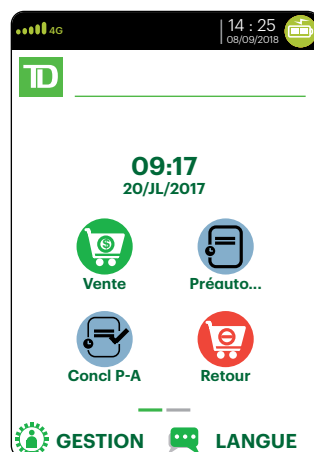 4G 14 : 25
08/09/2018
TD
09:17
20/JL/2017
Vente Préauto...
Concl P-A Retour
GESTION LANGUE